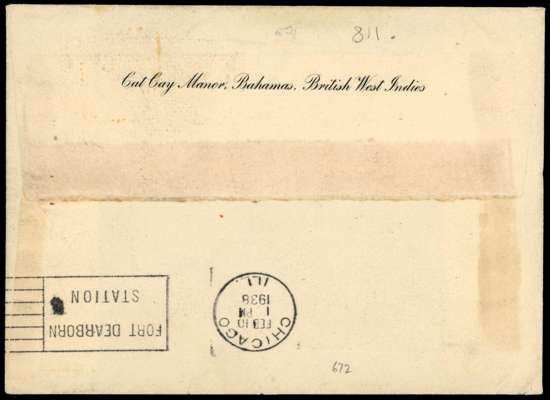 811.
Cat Cay Manor, Bahamas, British West Indies
FORT DEARBORN
STATION
CHICAGO
FEB 10
1 PM
1938
ILL.
672